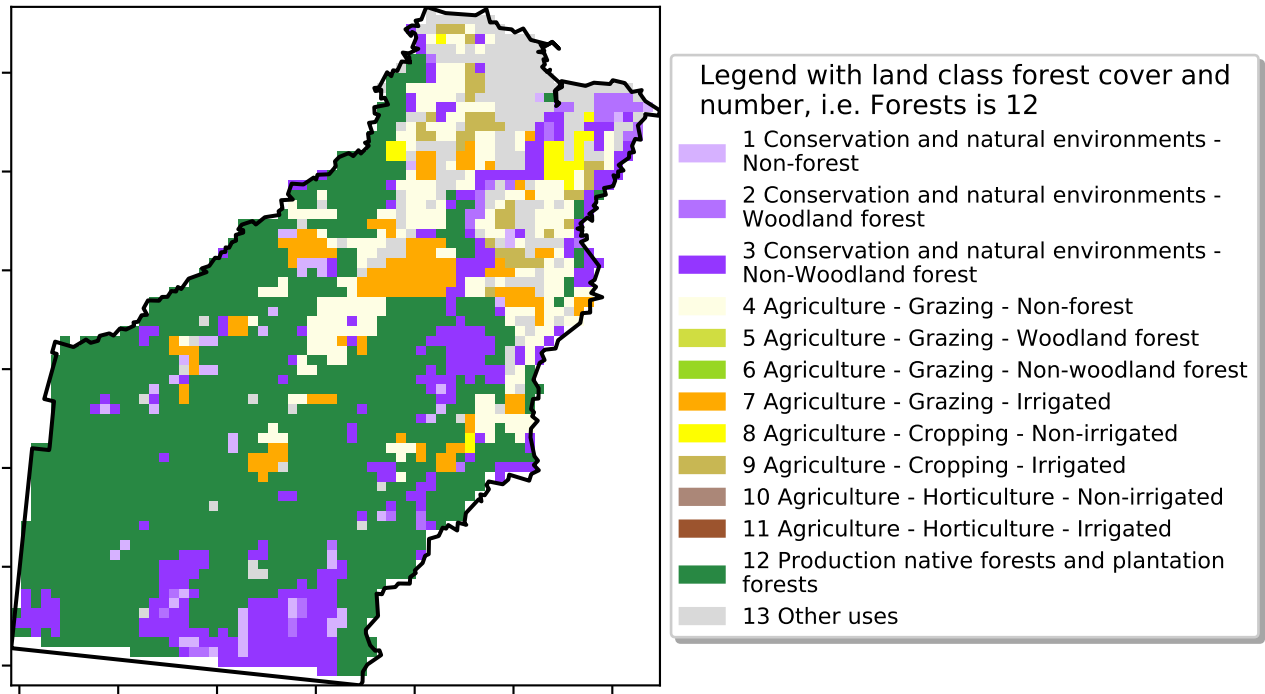 Legend with land class forest cover and
number, i.e. Forests is 12
1 Conservation and natural environments -
Non-forest
2 Conservation and natural environments -
Woodland forest
3 Conservation and natural environments -
Non-Woodland forest
4 Agriculture - Grazing - Non-forest
5 Agriculture - Grazing - Woodland forest
6 Agriculture - Grazing - Non-woodland forest
7 Agriculture - Grazing - Irrigated
8 Agriculture - Cropping - Non-irrigated
9 Agriculture - Cropping - Irrigated
10 Agriculture - Horticulture - Non-irrigated
11 Agriculture - Horticulture - Irrigated
12 Production native forests and plantation
forests
13 Other uses